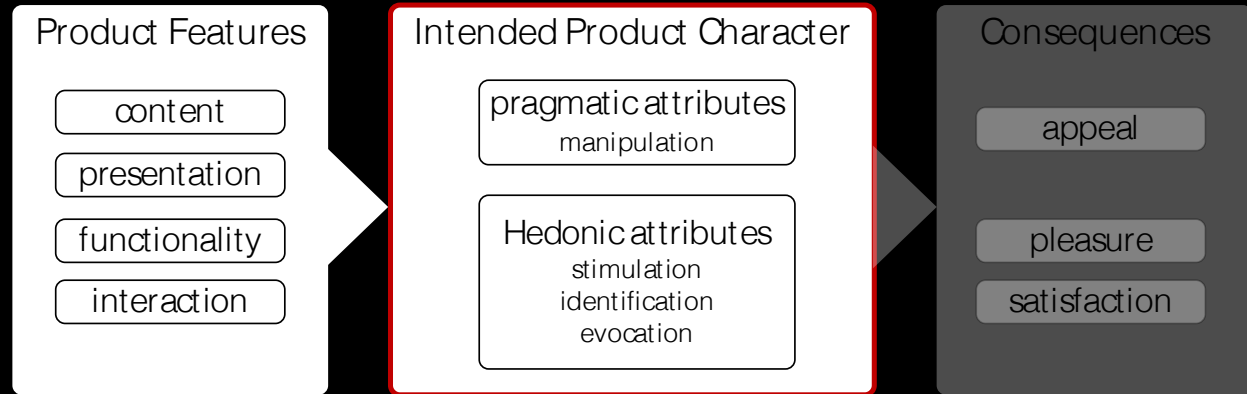 Product Features
content
presentation
functionality
interaction
Intended Product Character
pragmatic attributes
manipulation
Hedonic attributes
stimulation
identification
evocation
Consequences
appeal
pleasure
satisfaction